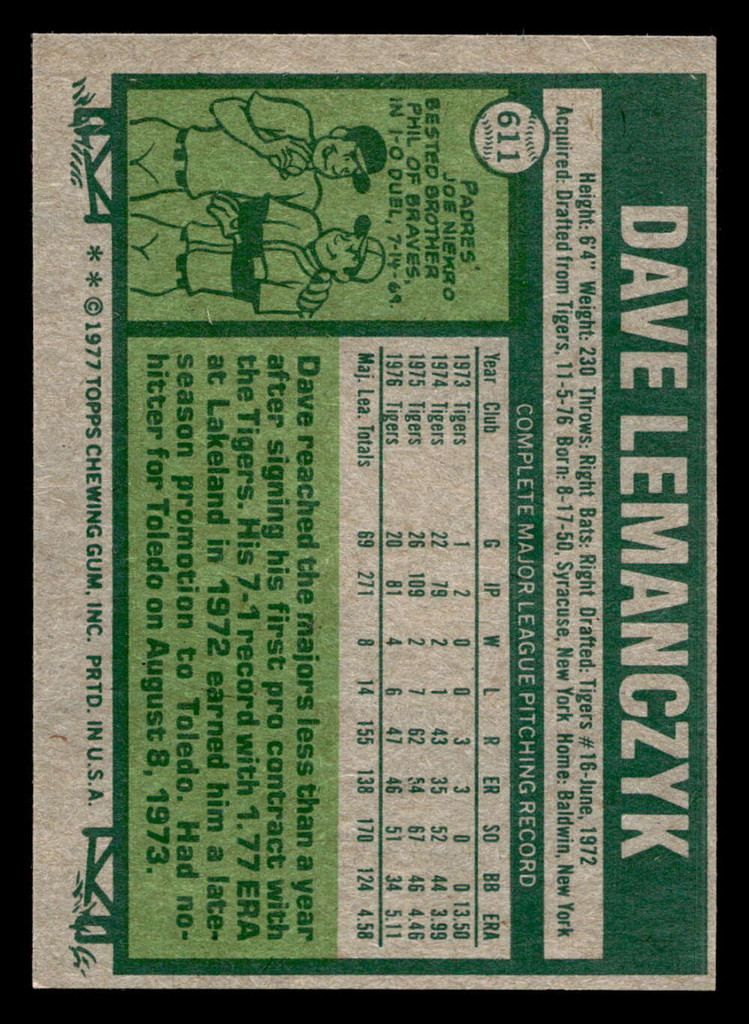 611
DAVE LEMANCZYK
Height: 6'4" Weight: 230 Throws: Right Bats: Right Drafted: Tigers #16-June, 1972
Acquired: Drafted from Tigers, 11-5-76 Born: 8-17-50, Syracuse, New York Home: Baldwin, New York
COMPLETE MAJOR LEAGUE PITCHING RECORD
Year Club G IP W L R ER SO BB ERA
1973 Tigers 1 2 0 0 3 3 0 0 13.50
1974 Tigers 22 79 2 1 43 35 52 44 3.99
1975 Tigers 26 109 2 7 62 54 67 46 4.46
1976 Tigers 20 81 4 6 47 46 51 34 5.11
Maj. Lea. Totals 69 271 8 14 155 138 170 124 4.58
PADRES'
JOE NIEKRO
BESTED BROTHER
PHIL OF BRAVES,
IN 1-0 DUEL, 7-14-69.
Dave reached the majors less than a year
after signing his first pro contract with
the Tigers. His 7-1 record with 1.77 ERA
at Lakeland in 1972 earned him a late-
season promotion to Toledo. Had no-
hitter for Toledo on August 8, 1973.
* * © 1977 TOPPS CHEWING GUM, INC. PRTD. IN U.S.A.